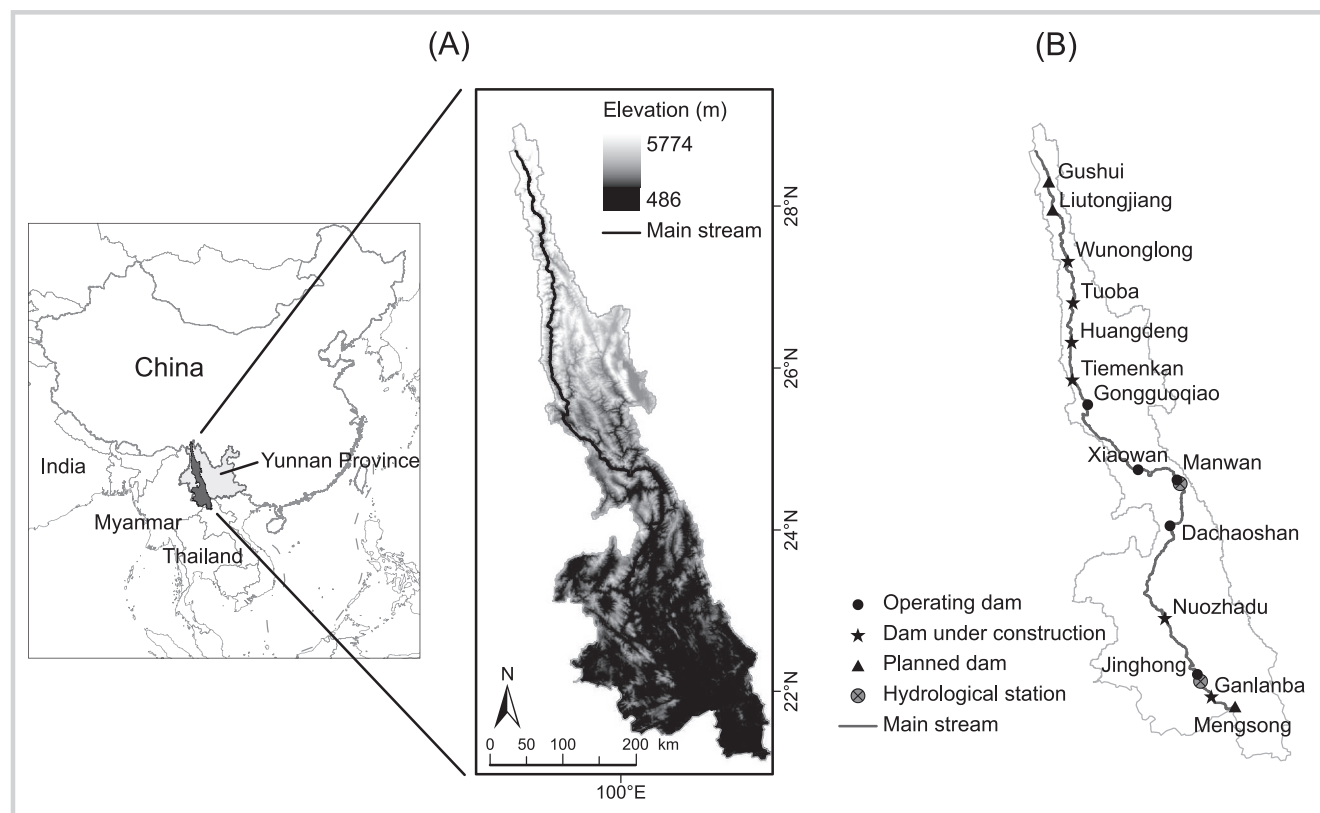 (A)
(B)
Elevation (m)
5774
486
Main stream
28°N
26°N
24°N
22°N
N
0 50 100 200 km
100°E
China
India
Yunnan Province
Myanmar
Thailand
Gushui
Liutongjiang
Wunonglong
Tuoba
Huangdeng
Tiemenkan
Gongguoqiao
Xiaowan
Manwan
Dachaoshan
Nuozhadu
Jinghong
Ganlanba
Mengsong
Operating dam
Dam under construction
Planned dam
Hydrological station
Main stream